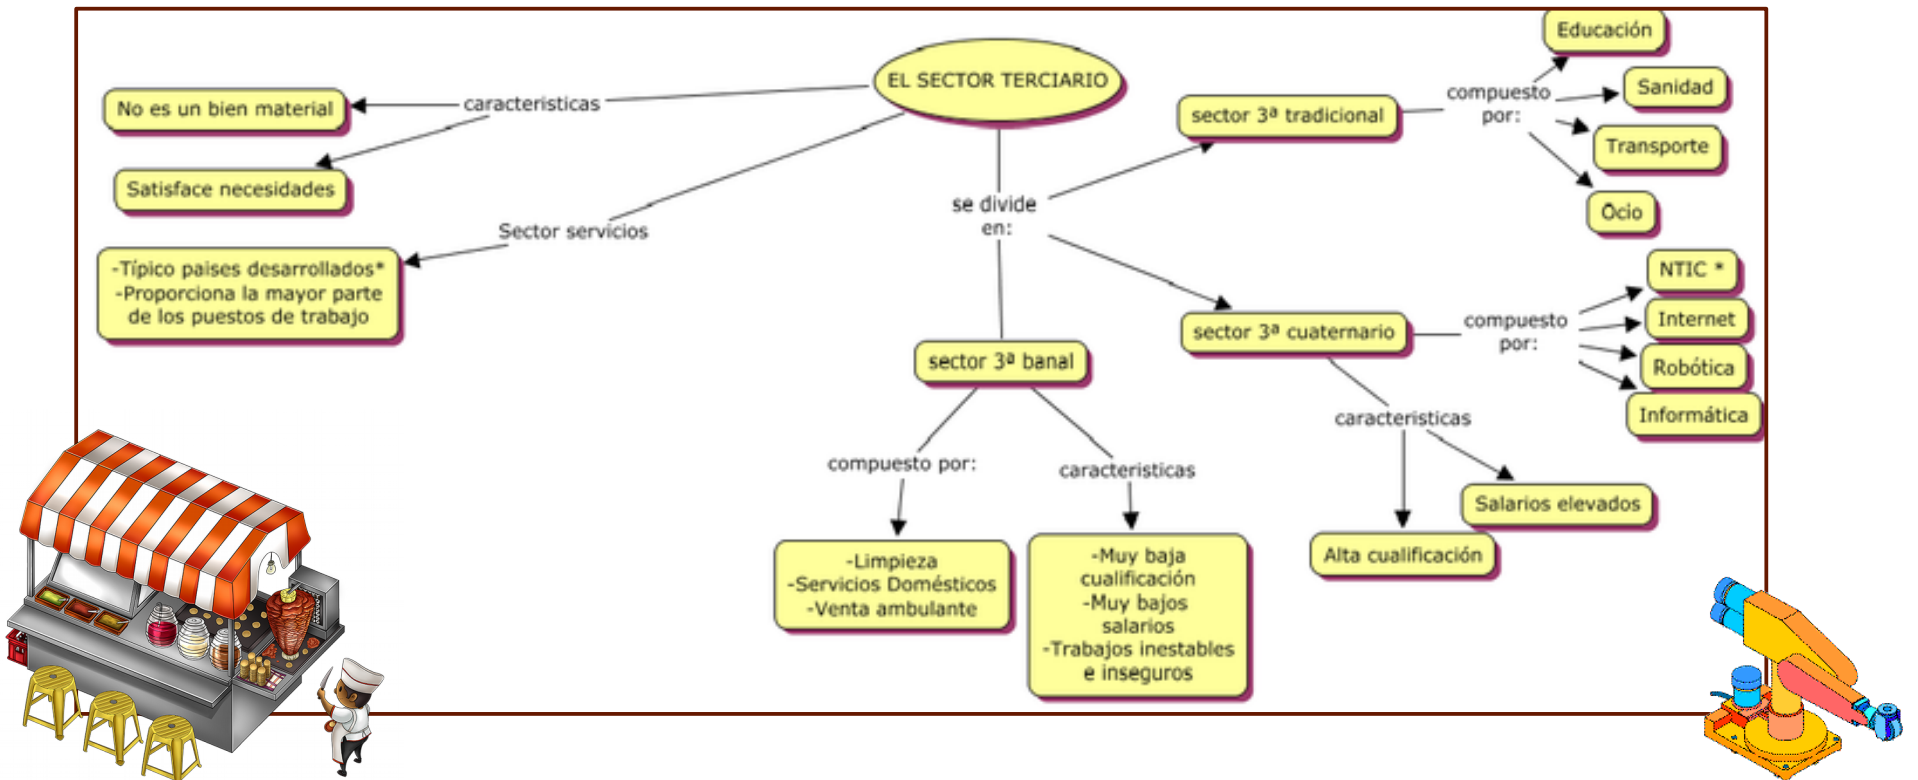 EL SECTOR TERCIARIO
caracteristicas
No es un bien material
Satisface necesidades
Sector servicios
-Típico paises desarrollados*
-Proporciona la mayor parte
de los puestos de trabajo
se divide
en:
sector 3ª tradicional
compuesto
por:
Educación
Sanidad
Transporte
Ocio
sector 3ª cuaternario
compuesto
por:
NTIC *
Internet
Robótica
Informática
caracteristicas
Salarios elevados
Alta cualificación
sector 3ª banal
compuesto por:
-Limpieza
-Servicios Domésticos
-Venta ambulante
caracteristicas
-Muy baja
cualificación
-Muy bajos
salarios
-Trabajos inestables
e inseguros